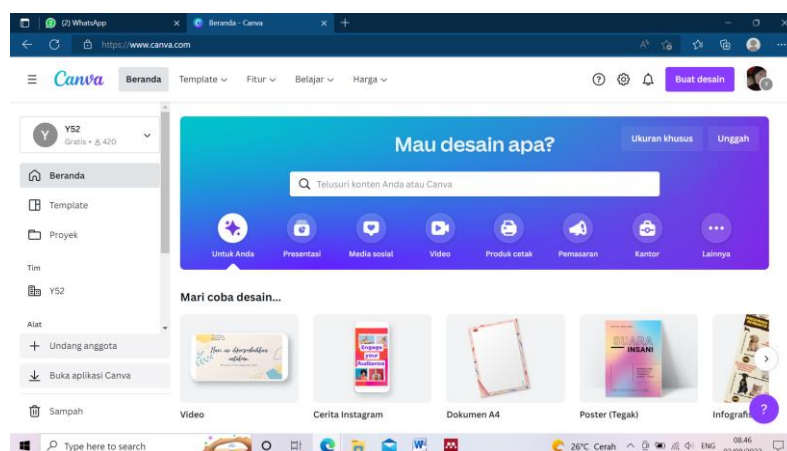 (2) WhatsApp
Beranda - Canva
https://www.canva.com
Canva
Beranda
Template
Fitur
Belajar
Harga
Buat desain
Y
Y52
Gratis • 420
Beranda
Template
Proyek
Tim
Y52
Alat
Undang anggota
Buka aplikasi Canva
Sampah
Mau desain apa?
Ukuran khusus
Unggah
Telusuri konten Anda atau Canva
Untuk Anda
Presentasi
Media sosial
Video
Produk cetak
Pemasaran
Kantor
Lainnya
Mari coba desain...
Engage
your
Audience
SUARA
INSANI
Video
Cerita Instagram
Dokumen A4
Poster (Tegak)
Infografis
?
Type here to search
26°C Cerah
ENG
08.46